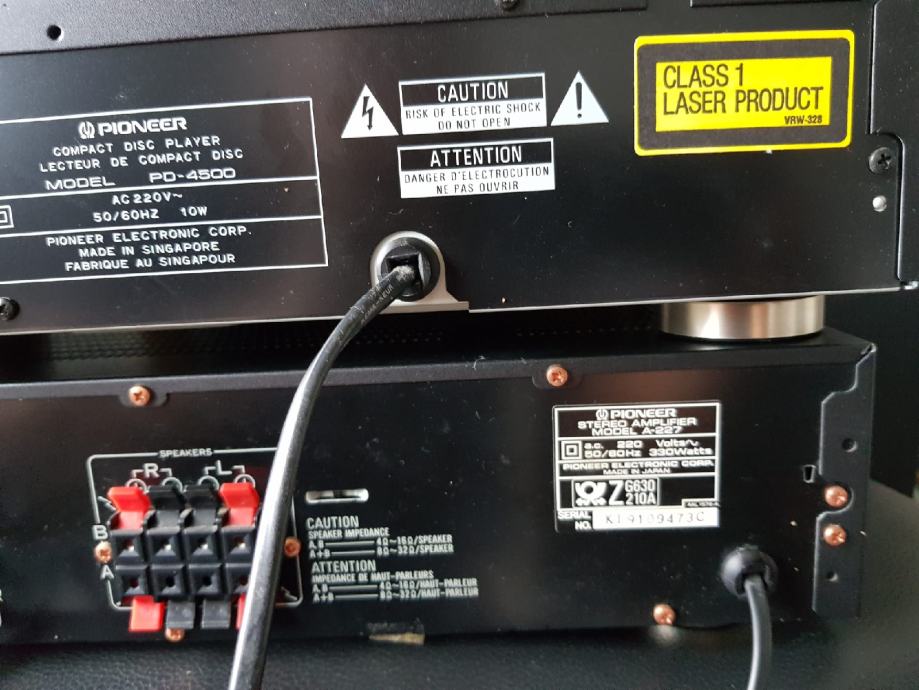 PIONEER
COMPACT DISC PLAYER
LECTEUR DE COMPACT DISC
MODEL PD-4500
AC 220V~
50/60HZ 10W
PIONEER ELECTRONIC CORP.
MADE IN SINGAPORE
FABRIQUE AU SINGAPOUR
CAUTION
RISK OF ELECTRIC SHOCK
DO NOT OPEN
ATTENTION
DANGER D'ELECTROCUTION
NE PAS OUVRIR
CLASS 1
LASER PRODUCT
VRW-328
SPEAKERS
R L
B
A
CAUTION
SPEAKER IMPEDANCE
A, B 4Ω~16Ω/SPEAKER
A+B 8Ω~32Ω/SPEAKER
ATTENTION
IMPEDANCE DE HAUT-PARLEURS
A, B 4Ω~16Ω/HAUT-PARLEUR
A+B 8Ω~32Ω/HAUT-PARLEUR
PIONEER
STEREO AMPLIFIER
MODEL A-227
a.c. 220 Volts~
50/60Hz 330Watts
PIONEER ELECTRONIC CORP.
MADE IN JAPAN
Z G630
210A
SERIAL
NO.